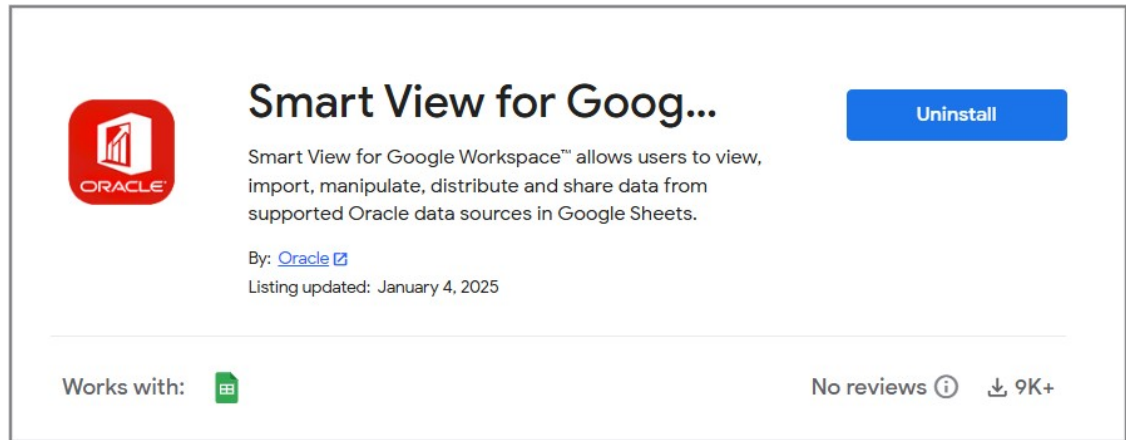 Smart View for Goog...
Uninstall
Smart View for Google Workspace™ allows users to view,
import, manipulate, distribute and share data from
supported Oracle data sources in Google Sheets.
ORACLE
By: Oracle
Listing updated: January 4, 2025
Works with:
No reviews 9K+